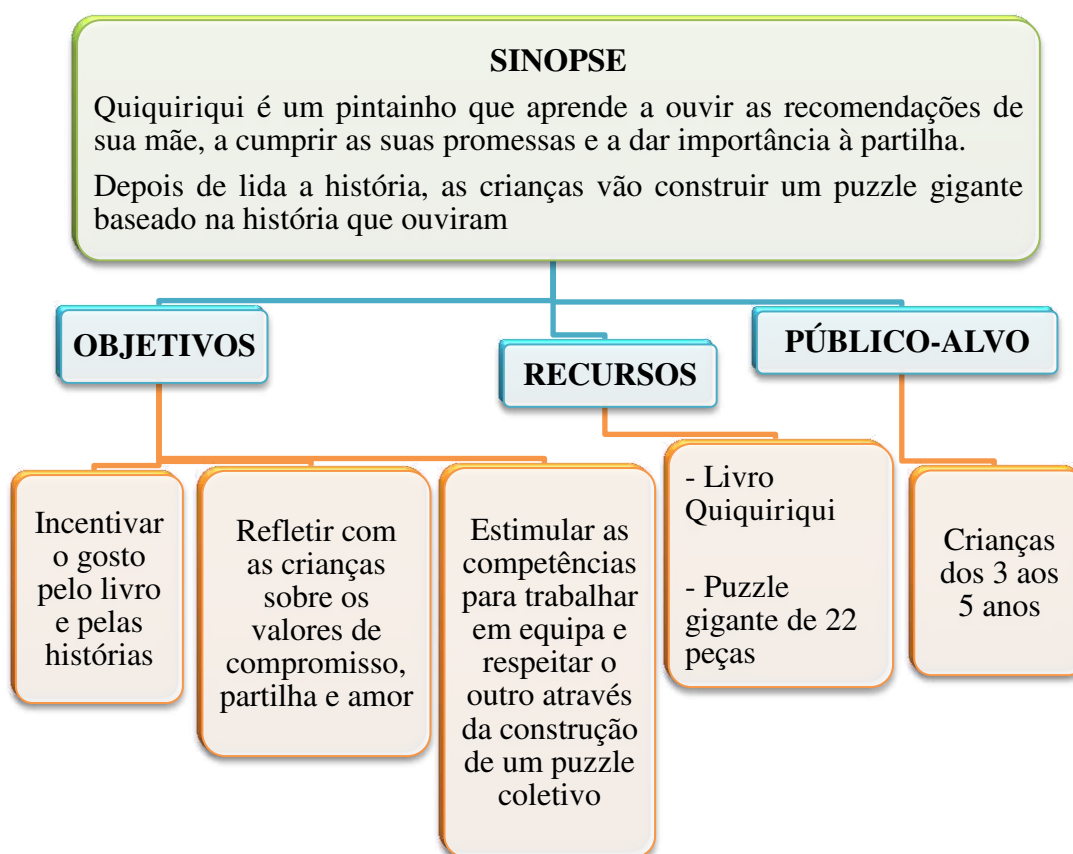 SINOPSE
Quiquiriqui é um pintainho que aprende a ouvir as recomendações de
sua mãe, a cumprir as suas promessas e a dar importância à partilha.
Depois de lida a história, as crianças vão construir um puzzle gigante
baseado na história que ouviram
OBJETIVOS
RECURSOS
PÚBLICO-ALVO
Incentivar
o gosto
pelo livro
e pelas
histórias
Refletir com
as crianças
sobre os
valores de
compromisso,
partilha e amor
Estimular as
competências
para trabalhar
em equipa e
respeitar o
outro através
da construção
de um puzzle
coletivo
- Livro
Quiquiriqui
- Puzzle
gigante de 22
peças
Crianças
dos 3 aos
5 anos